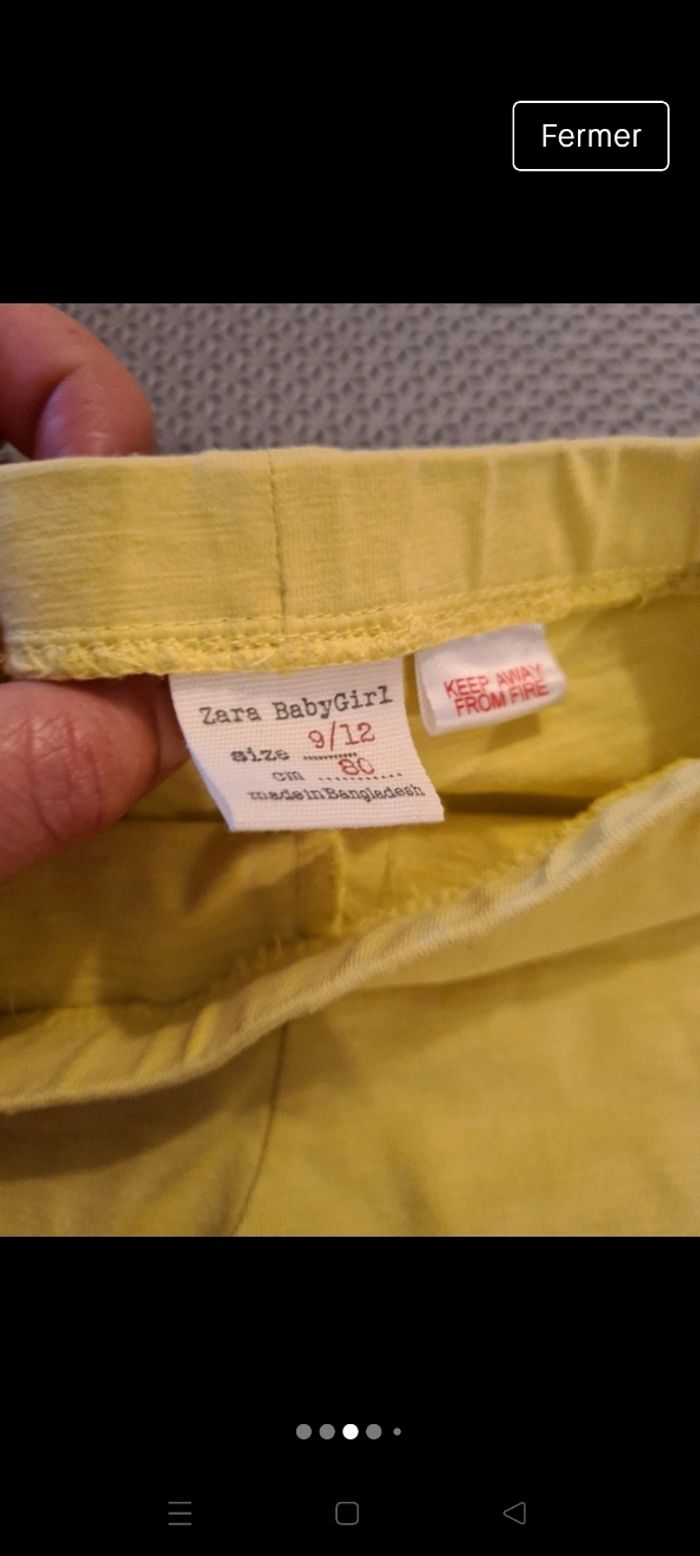 Fermer
Zara BabyGirl
size 9/12
cm 80
made in Bangladesh
KEEP AWAY
FROM FIRE